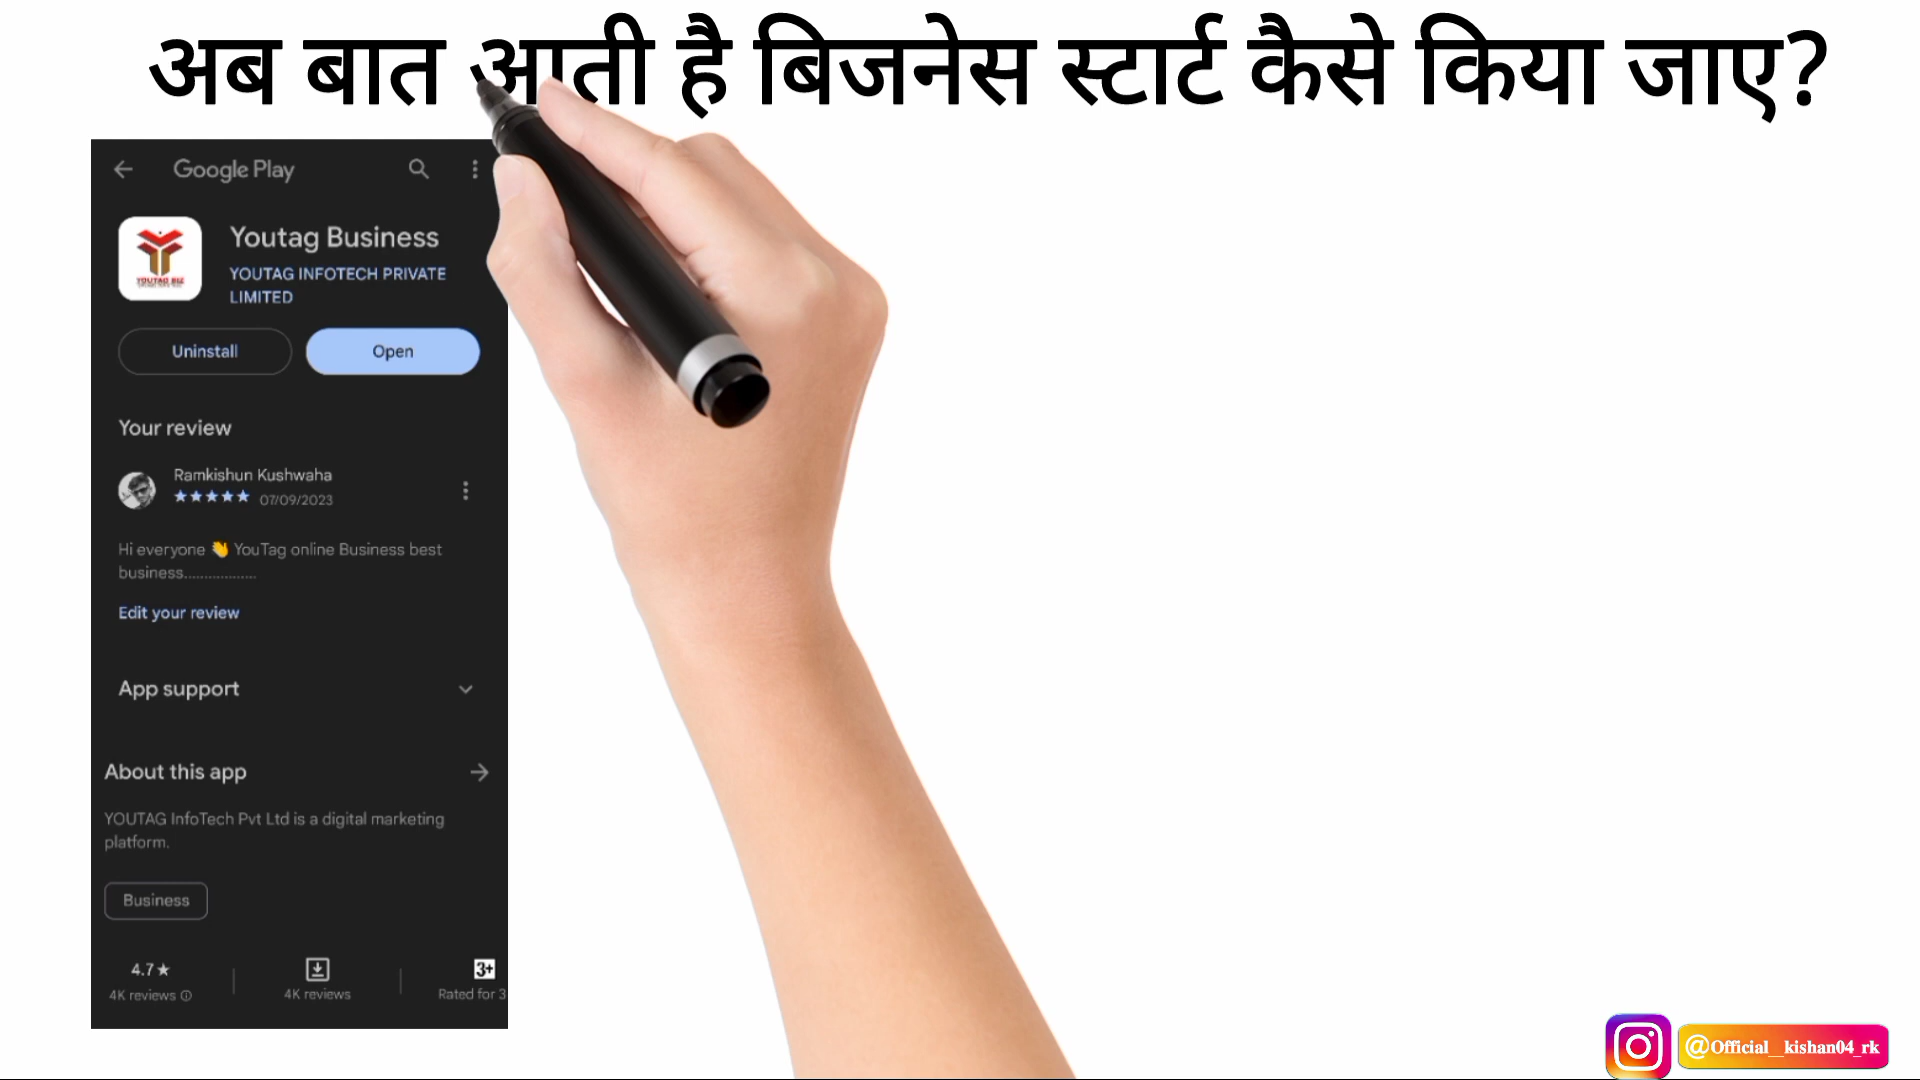 अब बात आती है बिजनेस स्टार्ट कैसे किया जाए?
Google Play
Youtag Business
YOUTAG INFOTECH PRIVATE
LIMITED
YOUTAG BIZ
Uninstall
Open
Your review
Ramkishun Kushwaha
07/09/2023
Hi everyone 👋 YouTag online Business best
business..................
Edit your review
App support
About this app
YOUTAG InfoTech Pvt Ltd is a digital marketing
platform.
Business
4.7★
4K reviews
4K reviews
3+
Rated for 3
@Official__kishan04_rk